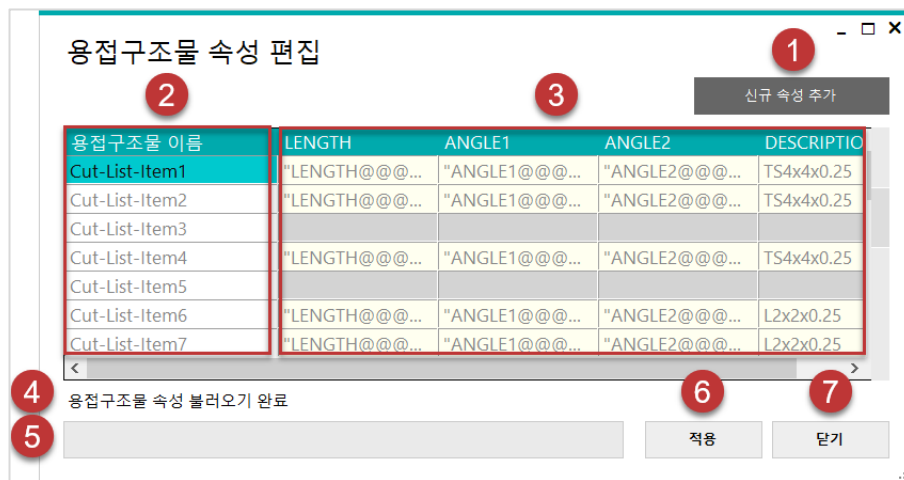 용접구조물 속성 편집
1
신규 속성 추가
2
3
용접구조물 이름 LENGTH ANGLE1 ANGLE2 DESCRIPTIO
Cut-List-Item1 "LENGTH@@@... "ANGLE1@@@... "ANGLE2@@@... TS4x4x0.25
Cut-List-Item2 "LENGTH@@@... "ANGLE1@@@... "ANGLE2@@@... TS4x4x0.25
Cut-List-Item3
Cut-List-Item4 "LENGTH@@@... "ANGLE1@@@... "ANGLE2@@@... TS4x4x0.25
Cut-List-Item5
Cut-List-Item6 "LENGTH@@@... "ANGLE1@@@... "ANGLE2@@@... L2x2x0.25
Cut-List-Item7 "LENGTH@@@... "ANGLE1@@@... "ANGLE2@@@... L2x2x0.25
4 용접구조물 속성 불러오기 완료
6
7
5
적용 닫기